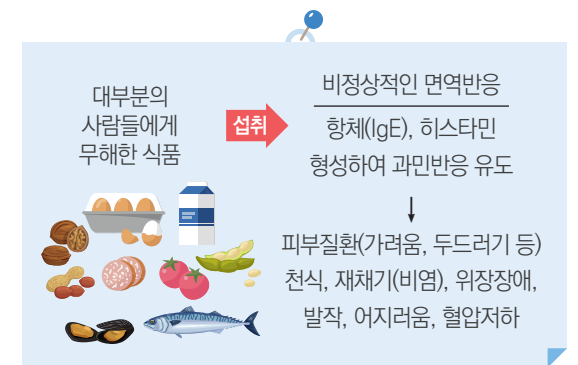 대부분의
사람들에게
무해한 식품
섭취
비정상적인 면역반응
항체(IgE), 히스타민
형성하여 과민반응 유도
피부질환(가려움, 두드러기 등)
천식, 재채기(비염), 위장장애,
발작, 어지러움, 혈압저하